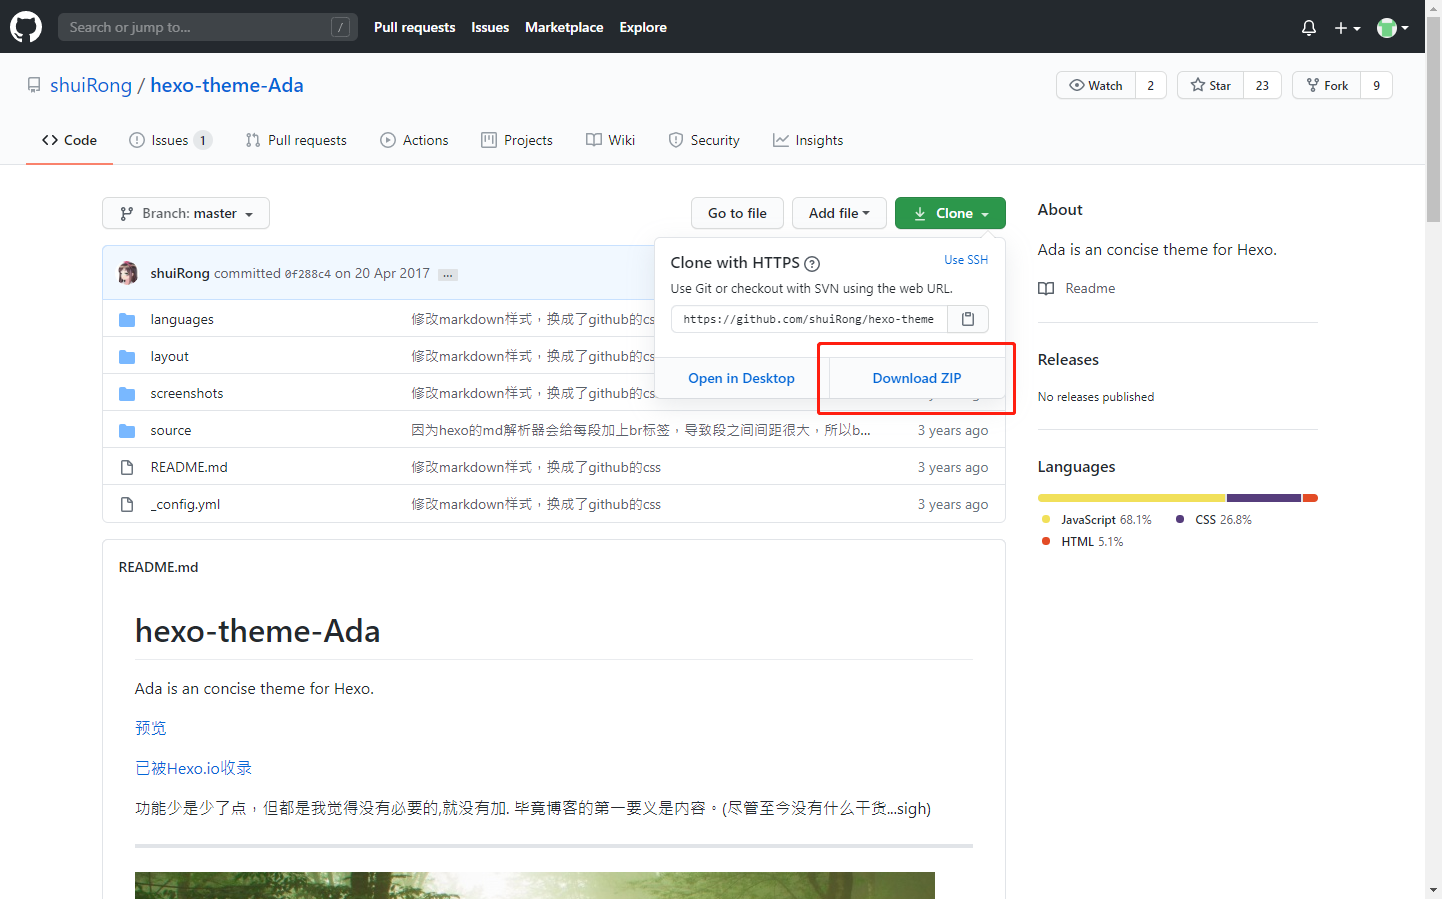 Search or jump to... / Pull requests Issues Marketplace Explore
shuiRong / hexo-theme-Ada Watch 2 Star 23 Fork 9
Code Issues 1 Pull requests Actions Projects Wiki Security Insights
Branch: master Go to file Add file Clone
shuiRong committed 0f288c4 on 20 Apr 2017 ...
Clone with HTTPS ? Use SSH
Use Git or checkout with SVN using the web URL.
https://github.com/shuiRong/hexo-theme
Open in Desktop Download ZIP
languages 修改markdown样式，换成了github的css
layout 修改markdown样式，换成了github的css
screenshots 修改markdown样式，换成了github的css
source 因为hexo的md解析器会给每段加上br标签，导致段之间间距很大，所以b... 3 years ago
README.md 修改markdown样式，换成了github的css 3 years ago
_config.yml 修改markdown样式，换成了github的css 3 years ago
About
Ada is an concise theme for Hexo.
Readme
Releases
No releases published
Languages
JavaScript 68.1% CSS 26.8%
HTML 5.1%
README.md
hexo-theme-Ada
Ada is an concise theme for Hexo.
预览
已被Hexo.io收录
功能少是少了点，但都是我觉得没有必要的,就没有加. 毕竟博客的第一要义是内容。(尽管至今没有什么干货...sigh)